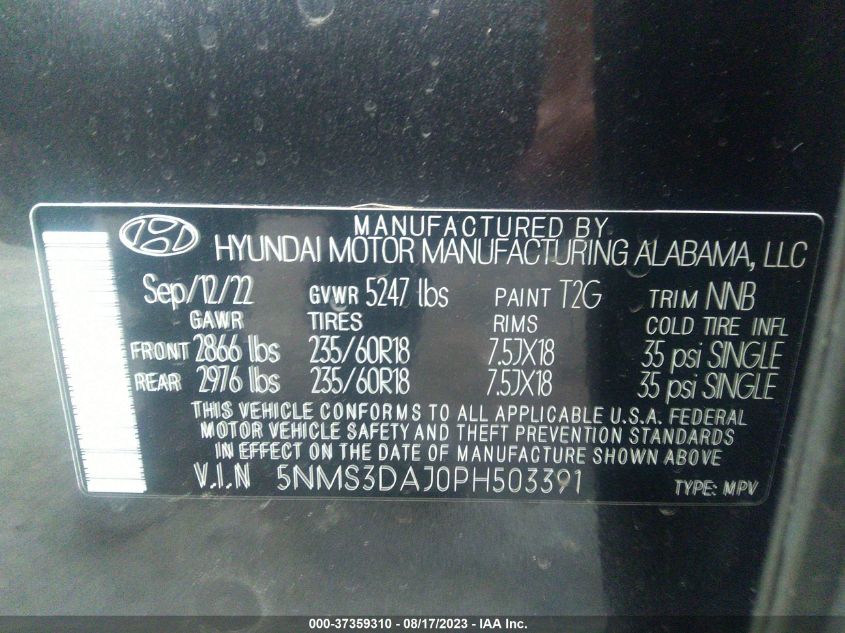 MANUFACTURED BY
HYUNDAI MOTOR MANUFACTURING ALABAMA, LLC
Sep/12/22 GVWR 5247 lbs PAINT T2G TRIM NNB
GAWR TIRES RIMS COLD TIRE INFL
FRONT 2866 lbs 235/60R18 7.5JX18 35 psi SINGLE
REAR 2976 lbs 235/60R18 7.5JX18 35 psi SINGLE
THIS VEHICLE CONFORMS TO ALL APPLICABLE U.S.A. FEDERAL
MOTOR VEHICLE SAFETY AND THEFT PREVENTION STANDARDS
IN EFFECT ON THE DATE OF MANUFACTURE SHOWN ABOVE
V.I.N 5NMS3DAJ0PH503391 TYPE: MPV
000-37359310 - 08/17/2023 - IAA Inc.